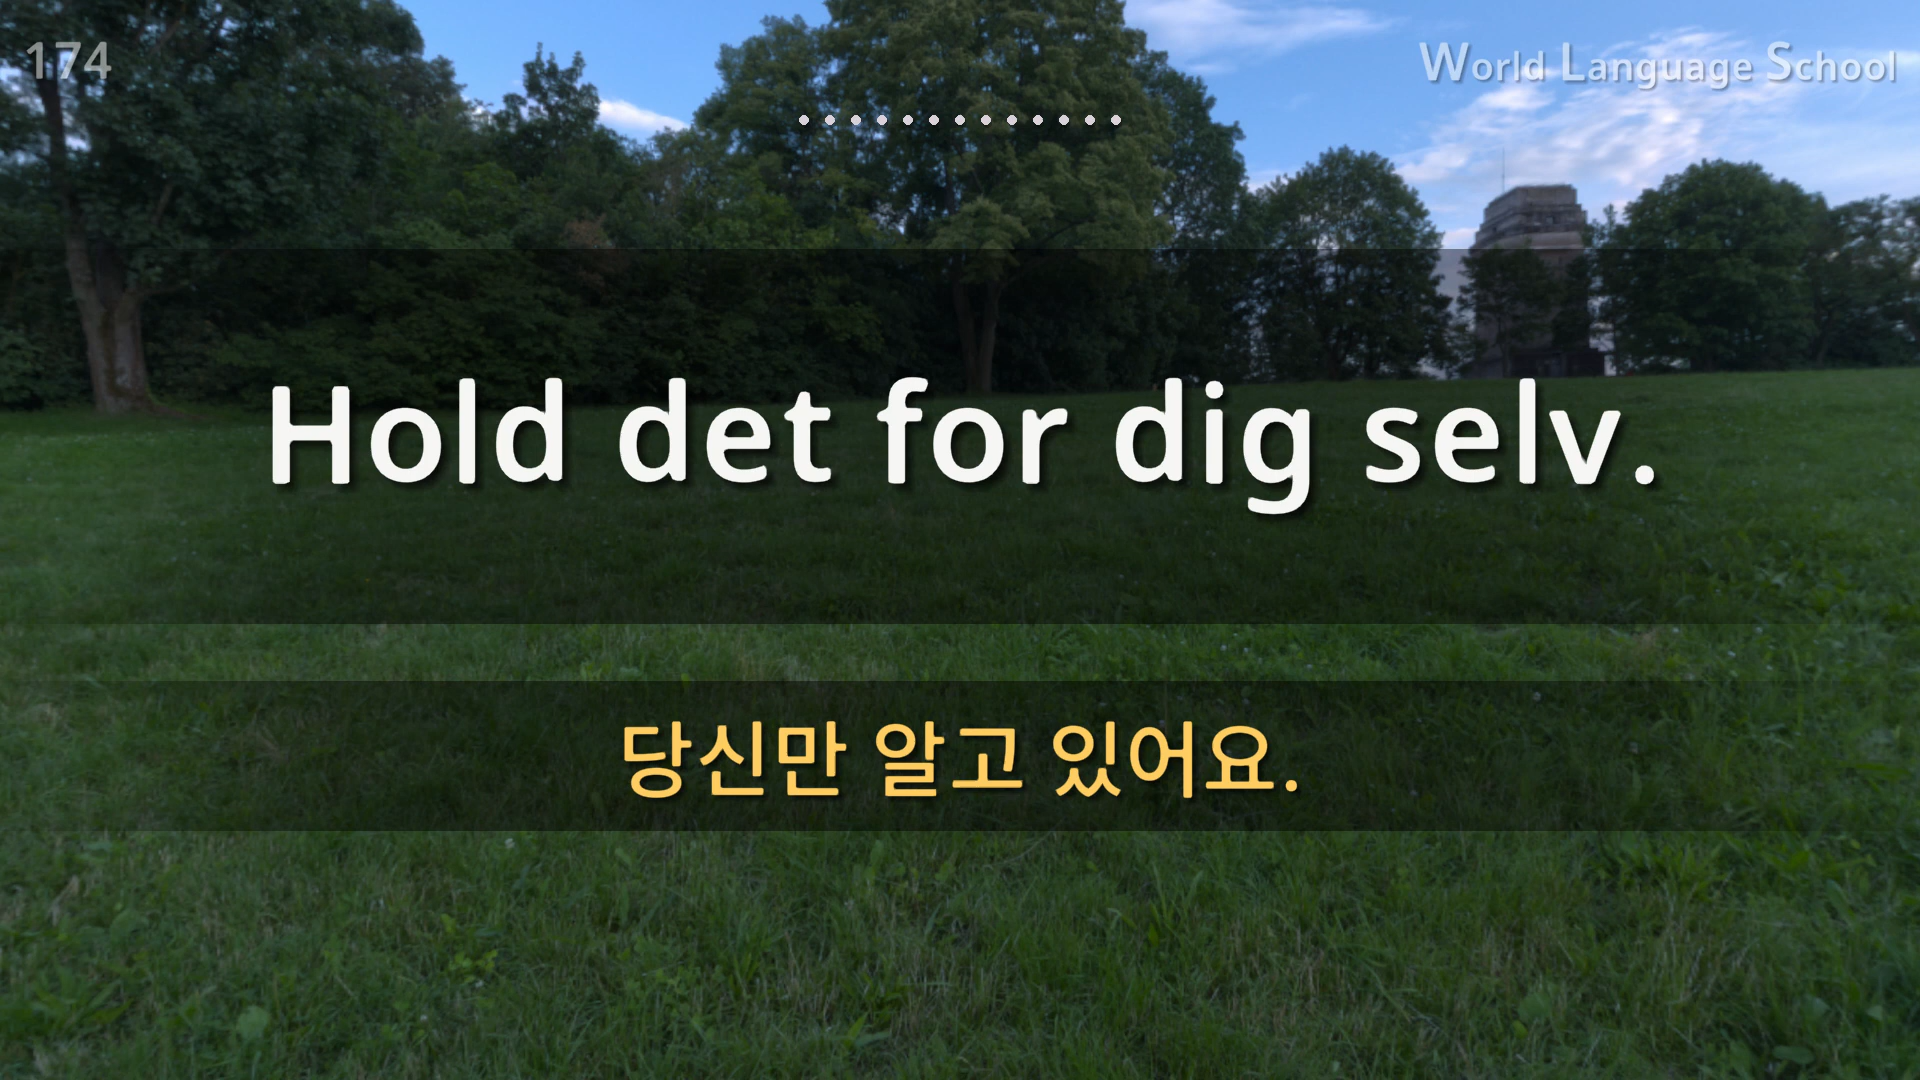 174
World Language School
Hold det for dig selv.
당신만 알고 있어요.